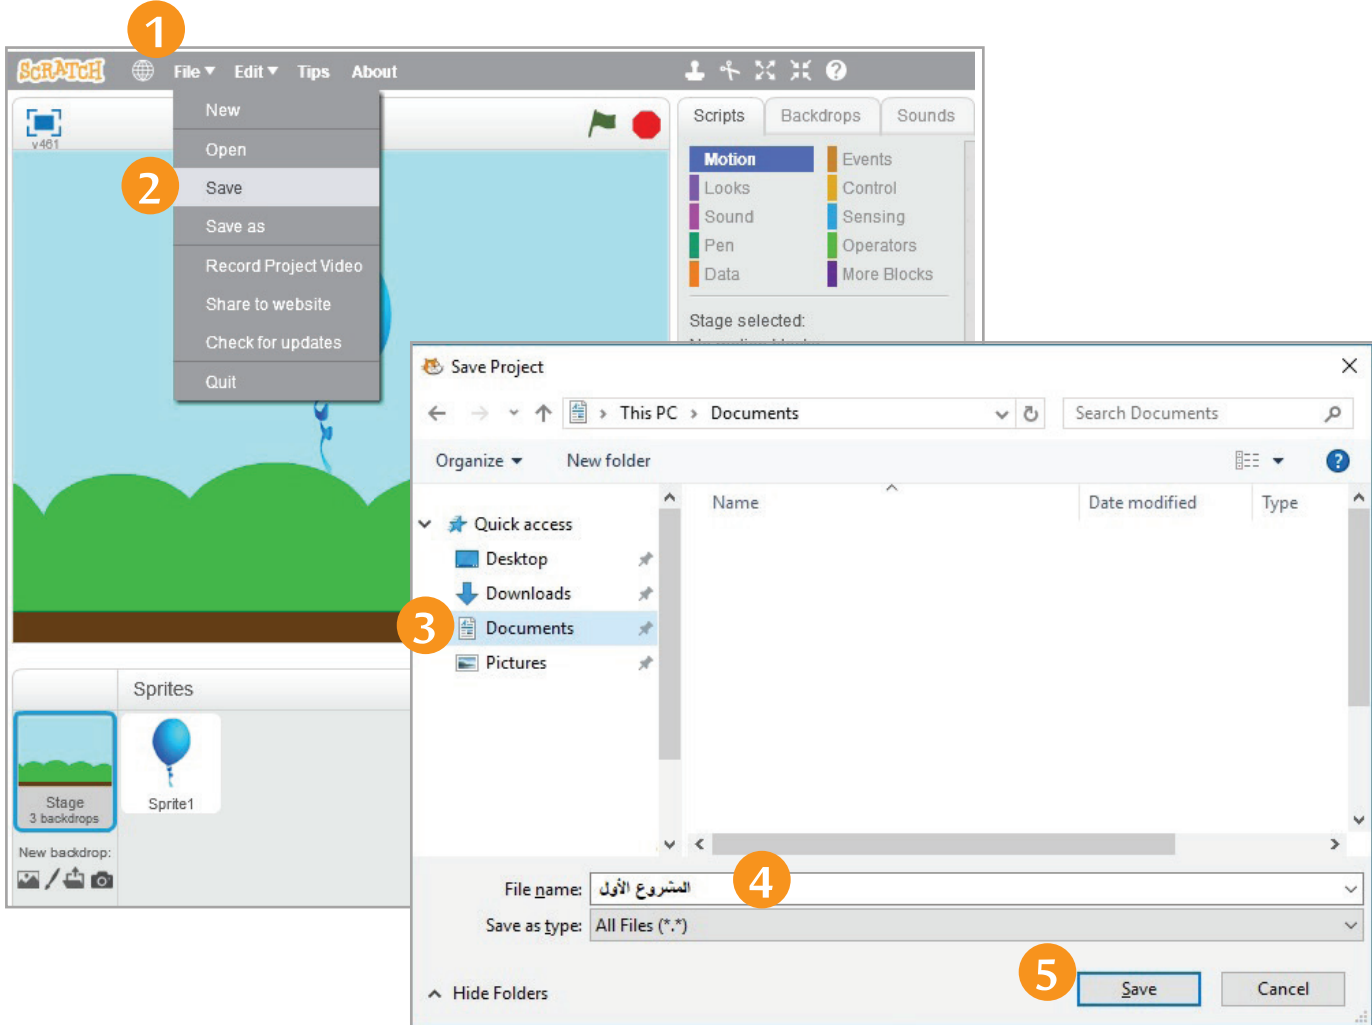 1
SCRATCH File Edit Tips About
New
Open
2 Save
Save as
Record Project Video
Share to website
Check for updates
Quit
v461
Scripts Backdrops Sounds
Motion Events
Looks Control
Sound Sensing
Pen Operators
Data More Blocks
Stage selected:
Sprites
Stage
3 backdrops
Sprite1
New backdrop:
Save Project
This PC > Documents Search Documents
Organize New folder
Name Date modified Type
Quick access
Desktop
Downloads
3 Documents
Pictures
File name: المشروع الأول 4
Save as type: All Files (*.*)
Hide Folders 5 Save Cancel